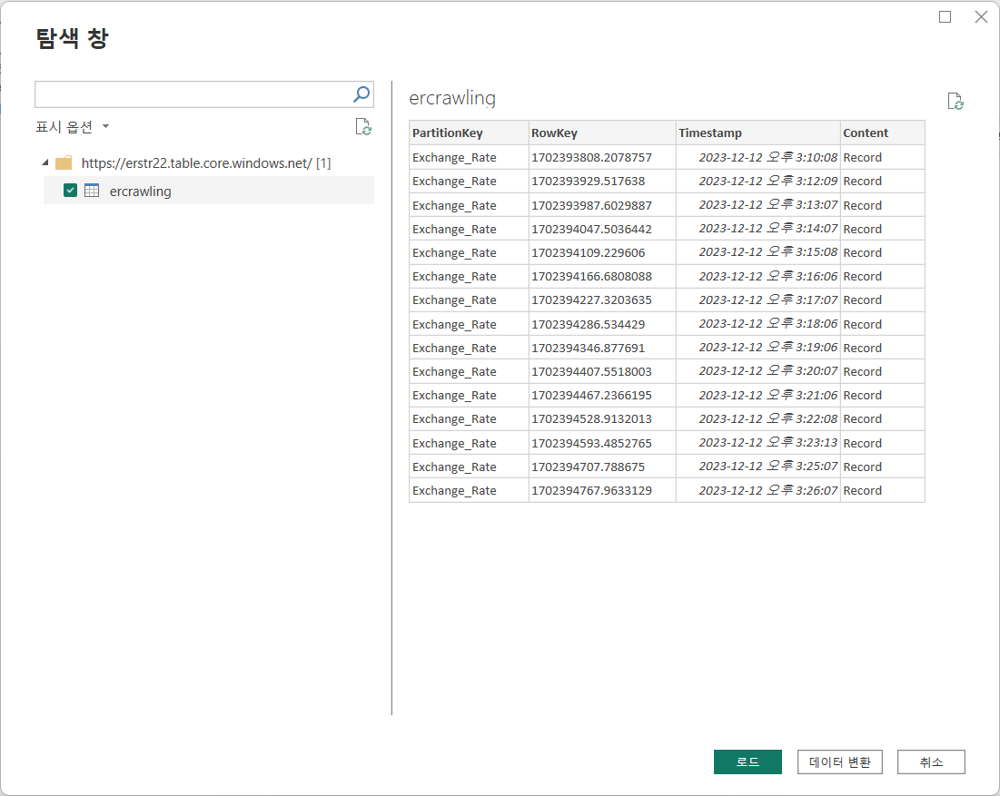 탐색 창
표시 옵션
https://erstr22.table.core.windows.net/ [1]
ercrawling
ercrawling
PartitionKey RowKey Timestamp Content
Exchange_Rate 1702393808.2078757 2023-12-12 오후 3:10:08 Record
Exchange_Rate 1702393929.517638 2023-12-12 오후 3:12:09 Record
Exchange_Rate 1702393987.6029887 2023-12-12 오후 3:13:07 Record
Exchange_Rate 1702394047.5036442 2023-12-12 오후 3:14:07 Record
Exchange_Rate 1702394109.229606 2023-12-12 오후 3:15:08 Record
Exchange_Rate 1702394166.6808088 2023-12-12 오후 3:16:06 Record
Exchange_Rate 1702394227.3203635 2023-12-12 오후 3:17:07 Record
Exchange_Rate 1702394286.534429 2023-12-12 오후 3:18:06 Record
Exchange_Rate 1702394346.877691 2023-12-12 오후 3:19:06 Record
Exchange_Rate 1702394407.5518003 2023-12-12 오후 3:20:07 Record
Exchange_Rate 1702394467.2366195 2023-12-12 오후 3:21:06 Record
Exchange_Rate 1702394528.9132013 2023-12-12 오후 3:22:08 Record
Exchange_Rate 1702394593.4852765 2023-12-12 오후 3:23:13 Record
Exchange_Rate 1702394707.788675 2023-12-12 오후 3:25:07 Record
Exchange_Rate 1702394767.9633129 2023-12-12 오후 3:26:07 Record
로드 데이터 변환 취소